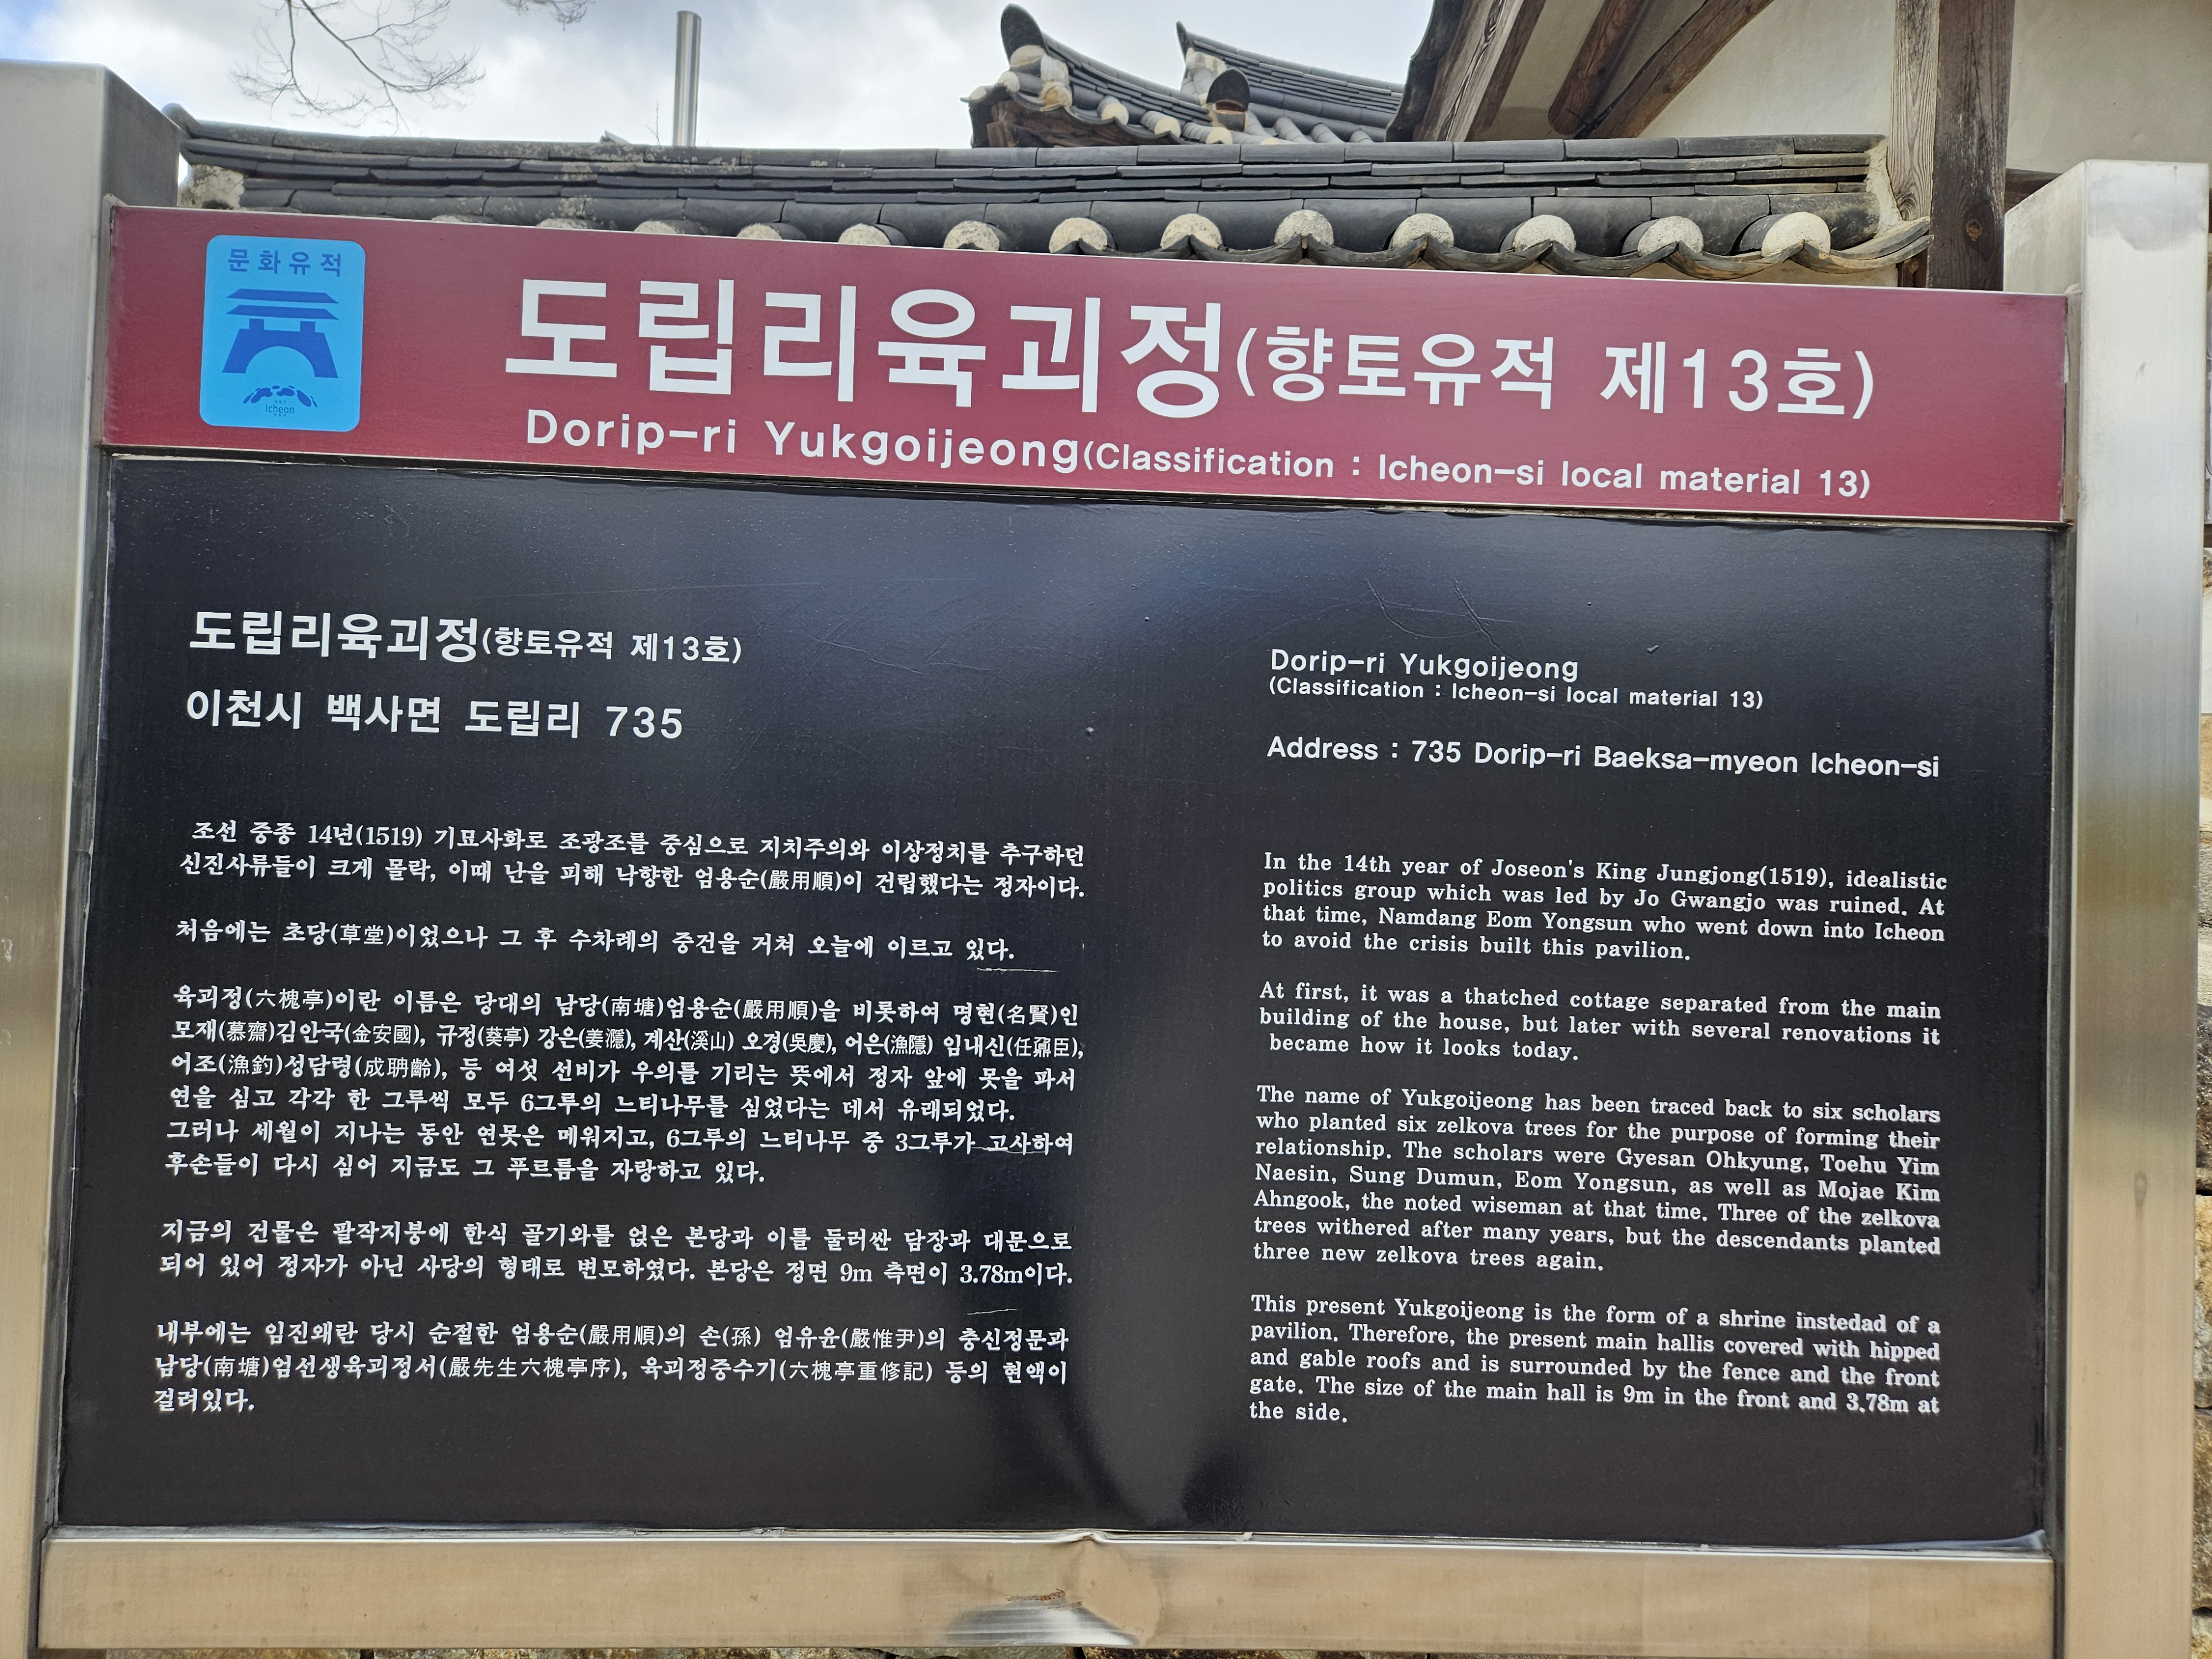 문화유적
icheon
도립리육괴정(향토유적 제13호)
Dorip-ri Yukgoijeong(Classification : Icheon-si local material 13)
도립리육괴정(향토유적 제13호)
이천시 백사면 도립리 735
조선 중종 14년(1519) 기묘사화로 조광조를 중심으로 지치주의와 이상정치를 추구하던
신진사류들이 크게 몰락, 이때 난을 피해 낙향한 엄용순(嚴用順)이 건립했다는 정자이다.
처음에는 초당(草堂)이었으나 그 후 수차례의 중건을 거쳐 오늘에 이르고 있다.
육괴정(六槐亭)이란 이름은 당대의 남당(南塘)엄용순(嚴用順)을 비롯하여 명현(名賢)인
모재(慕齋)김안국(金安國), 규정(葵亭) 강은(姜濦), 계산(溪山) 오경(吳慶), 어은(漁隱) 임내신(任鼐臣),
어조(漁釣)성담령(成聃齡), 등 여섯 선비가 우의를 기리는 뜻에서 정자 앞에 못을 파서
연을 심고 각각 한 그루씩 모두 6그루의 느티나무를 심었다는 데서 유래되었다.
그러나 세월이 지나는 동안 연못은 메워지고, 6그루의 느티나무 중 3그루가 고사하여
후손들이 다시 심어 지금도 그 푸르름을 자랑하고 있다.
지금의 건물은 팔작지붕에 한식 골기와를 얹은 본당과 이를 둘러싼 담장과 대문으로
되어 있어 정자가 아닌 사당의 형태로 변모하였다. 본당은 정면 9m 측면이 3.78m이다.
내부에는 임진왜란 당시 순절한 엄용순(嚴用順)의 손(孫) 엄유윤(嚴惟尹)의 충신정문과
남당(南塘)엄선생육괴정서(嚴先生六槐亭序), 육괴정중수기(六槐亭重修記) 등의 현액이
걸려있다.
Dorip-ri Yukgoijeong
(Classification : Icheon-si local material 13)
Address : 735 Dorip-ri Baeksa-myeon Icheon-si
In the 14th year of Joseon's King Jungjong(1519), idealistic
politics group which was led by Jo Gwangjo was ruined. At
that time, Namdang Eom Yongsun who went down into Icheon
to avoid the crisis built this pavilion.
At first, it was a thatched cottage separated from the main
building of the house, but later with several renovations it
became how it looks today.
The name of Yukgoijeong has been traced back to six scholars
who planted six zelkova trees for the purpose of forming their
relationship. The scholars were Gyesan Ohkyung, Toehu Yim
Naesin, Sung Dumun, Eom Yongsun, as well as Mojae Kim
Ahngook, the noted wiseman at that time. Three of the zelkova
trees withered after many years, but the descendants planted
three new zelkova trees again.
This present Yukgoijeong is the form of a shrine instedad of a
pavilion. Therefore, the present main hallis covered with hipped
and gable roofs and is surrounded by the fence and the front
gate. The size of the main hall is 9m in the front and 3.78m at
the side.